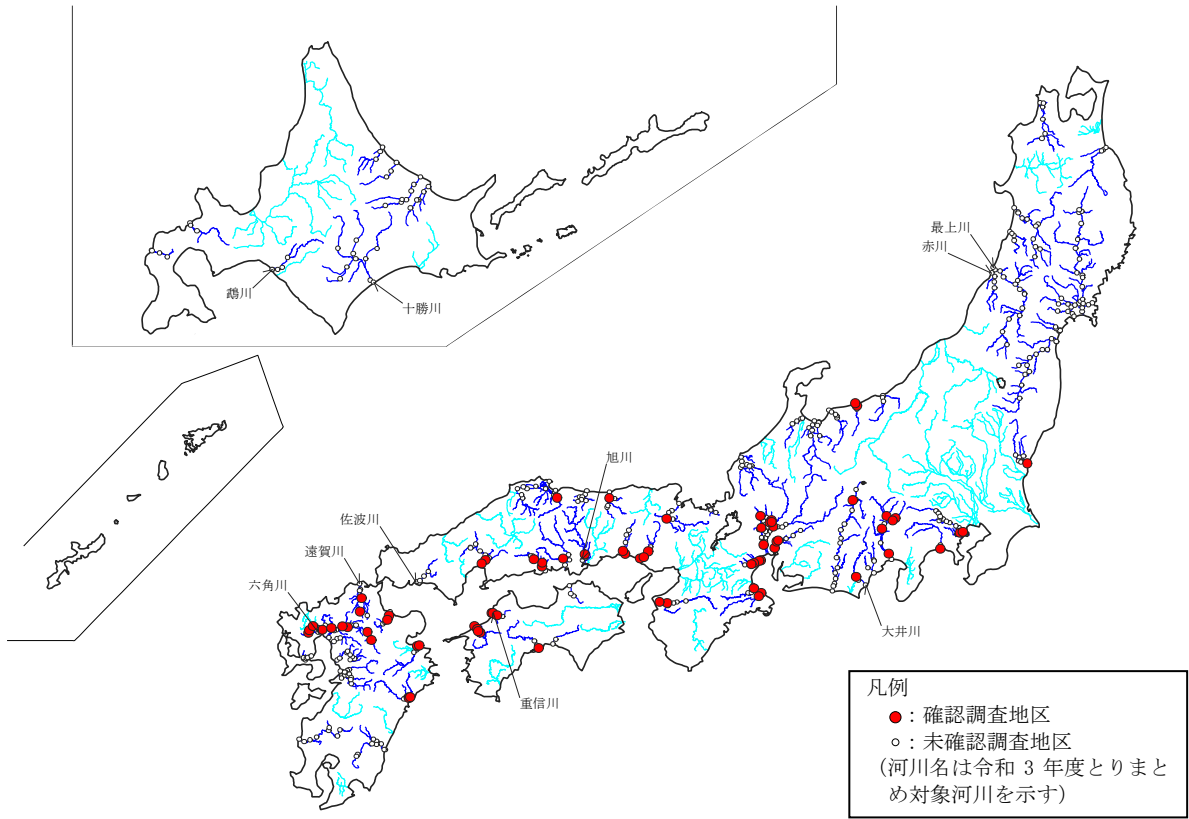 最上川
赤川
鵡川
十勝川
旭川
佐波川
遠賀川
六角川
大井川
重信川
凡例
●：確認調査地区
○：未確認調査地区
(河川名は令和 3 年度とりまと
め対象河川を示す)